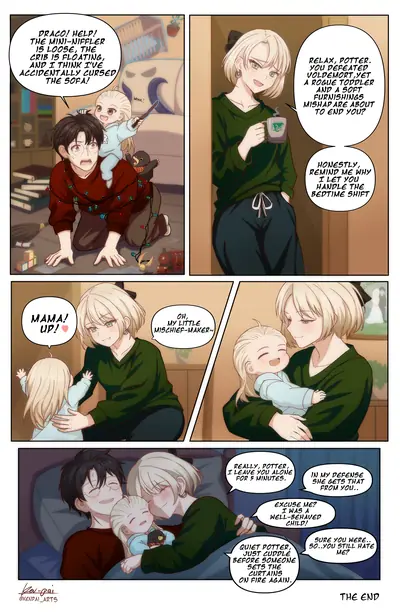 DRACO! HELP!
THE MINI-NIFFLER
IS LOOSE, THE
CRIB IS FLOATING,
AND I THINK I'VE
ACCIDENTALLY CURSED
THE SOFA!
RELAX, POTTER.
YOU DEFEATED
VOLDEMORT,YET
A ROGUE TODDLER
AND A SOFT
FURNISHINGS
MISHAP ARE ABOUT
TO END YOU?
HONESTLY,
REMIND ME WHY
I LET YOU
HANDLE THE
BEDTIME SHIFT
MAMA!
UP!
OH,
MY LITTLE
MISCHIEF-MAKER~
REALLY, POTTER.
I LEAVE YOU ALONE
FOR 3 MINUTES.
IN MY DEFENSE
SHE GETS THAT
FROM YOU..
EXCUSE ME?
I WAS A
WELL-BEHAVED
CHILD!
SURE YOU WERE..
SO..YOU STILL HATE
ME?
QUIET POTTER,
JUST CUDDLE
BEFORE SOMEONE
SETS THE
CURTAINS
ON FIRE AGAIN.
@KENPAI_ARTS
THE END